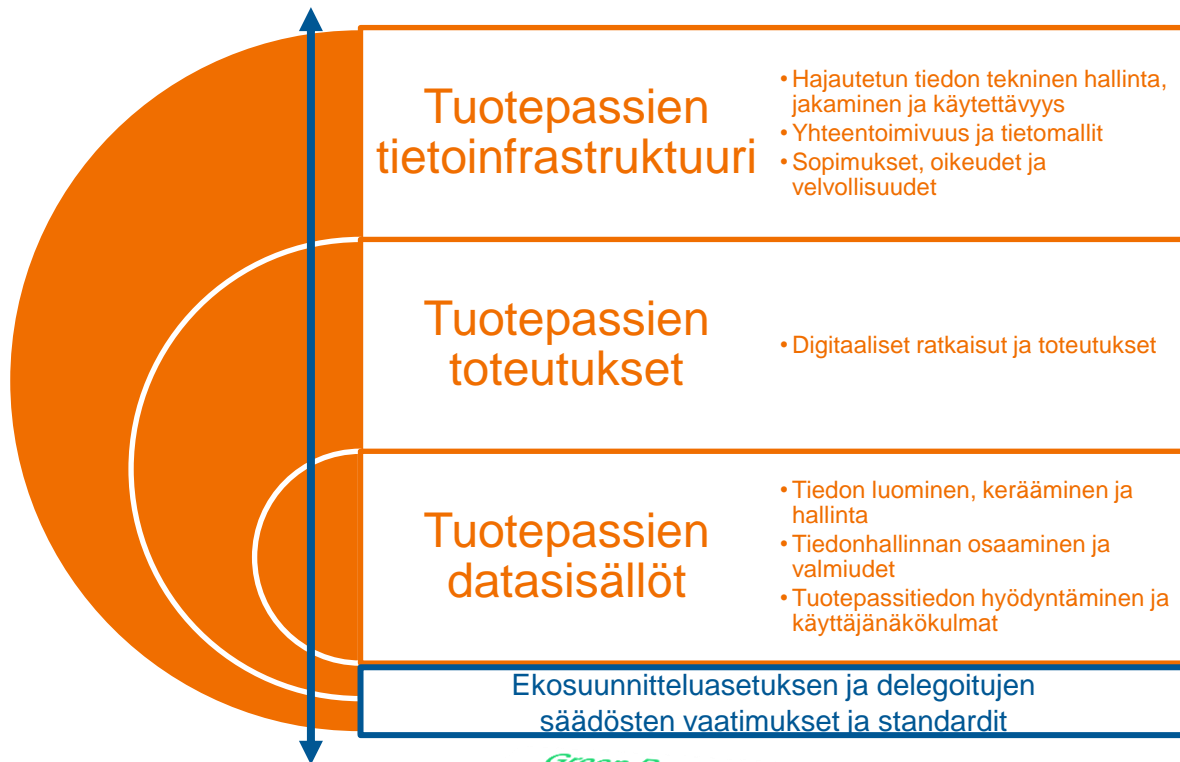 Tuotepassien
tietoinfrastruktuuri
• Hajautetun tiedon tekninen hallinta,
jakaminen ja käytettävyys
• Yhteentoimivuus ja tietomallit
• Sopimukset, oikeudet ja
velvollisuudet
Tuotepassien
toteutukset
• Digitaaliset ratkaisut ja toteutukset
Tuotepassien
datasisällöt
• Tiedon luominen, kerääminen ja
hallinta
• Tiedonhallinnan osaaminen ja
valmiudet
• Tuotepassitiedon hyödyntäminen ja
käyttäjänäkökulmat
Ekosuunnitteluasetuksen ja delegoitujen
säädösten vaatimukset ja standardit